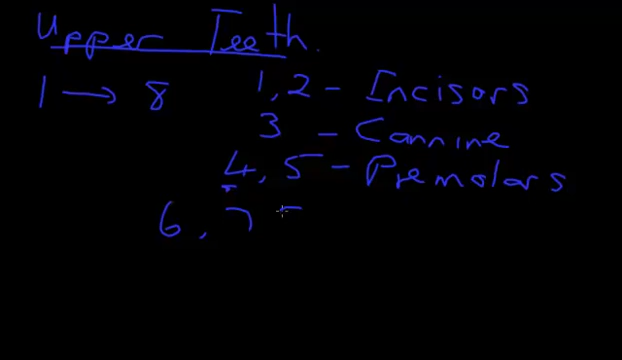 Upper Teeth.
1 → 8 1, 2 - Incisors
3 - Cannine
4, 5 - Premolars
6, 7